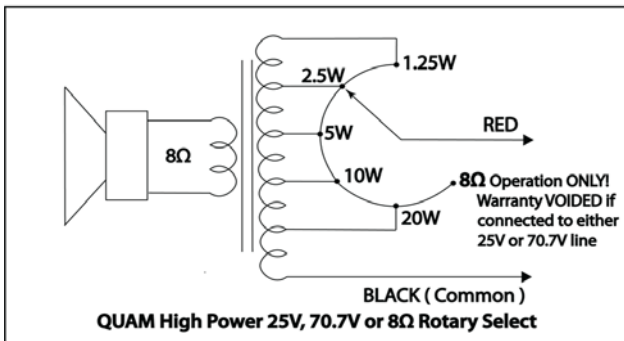 1.25W
2.5W
RED
5W
8Ω
10W
8Ω Operation ONLY!
Warranty VOIDED if
connected to either
25V or 70.7V line
20W
BLACK ( Common )
QUAM High Power 25V, 70.7V or 8Ω Rotary Select